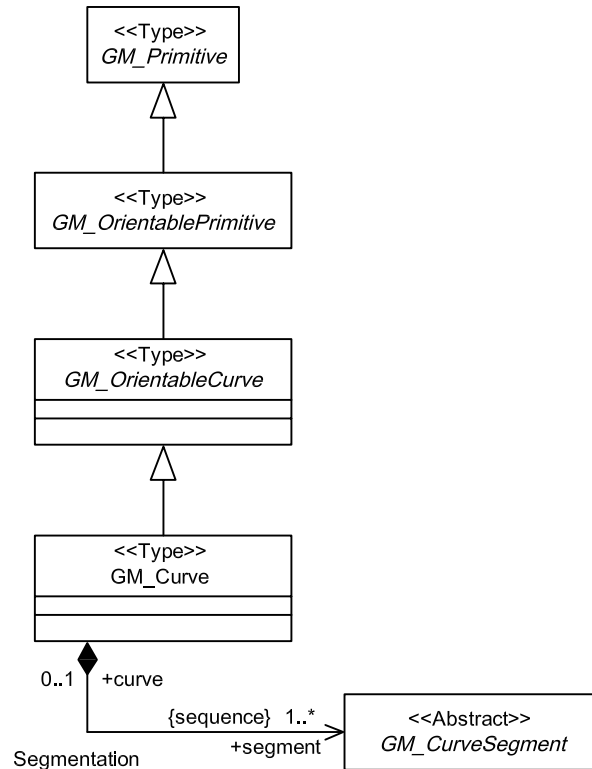 <<Type>>
GM_Primitive
<<Type>>
GM_OrientablePrimitive
<<Type>>
GM_OrientableCurve
<<Type>>
GM_Curve
0..1 +curve
{sequence} 1..*
+segment
Segmentation
<<Abstract>>
GM_CurveSegment